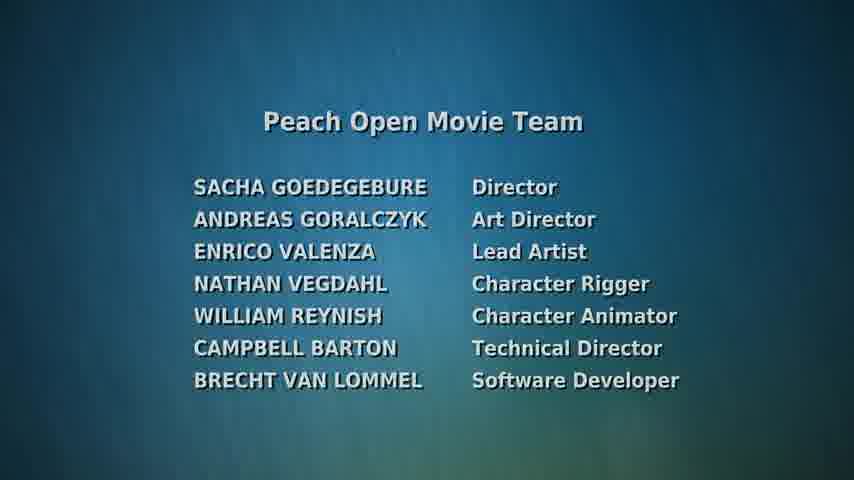 Peach Open Movie Team
SACHA GOEDEGEBURE Director
ANDREAS GORALCZYK Art Director
ENRICO VALENZA Lead Artist
NATHAN VEGDAHL Character Rigger
WILLIAM REYNISH Character Animator
CAMPBELL BARTON Technical Director
BRECHT VAN LOMMEL Software Developer